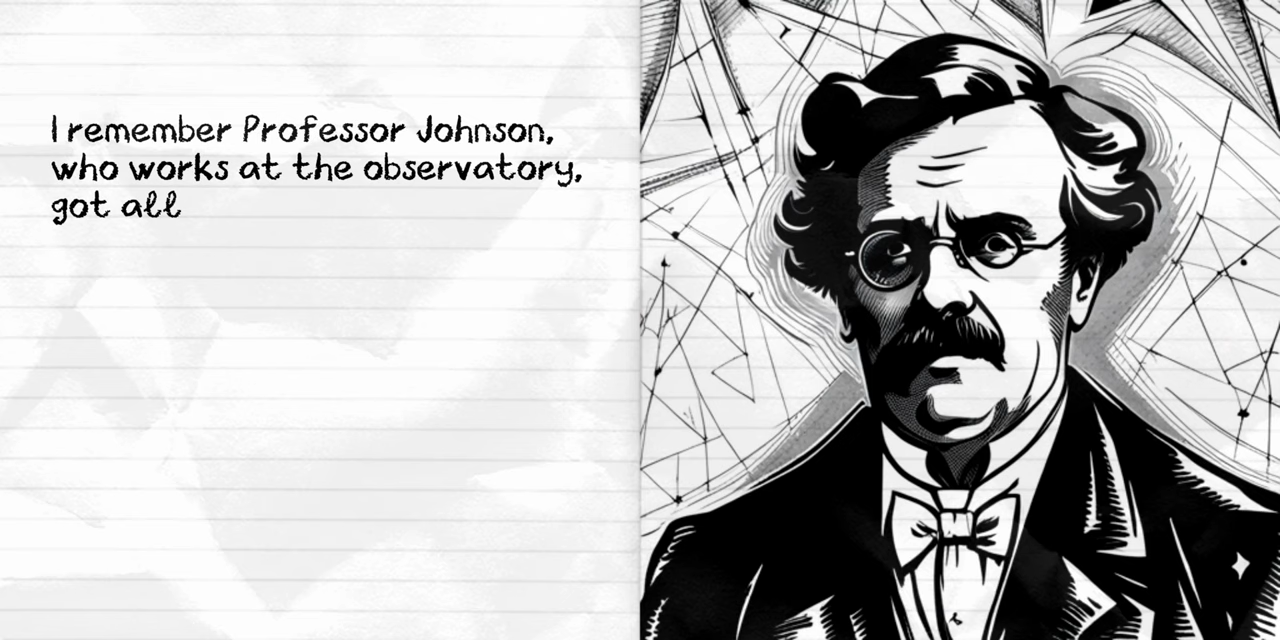 I remember Professor Johnson,
who works at the observatory,
got all